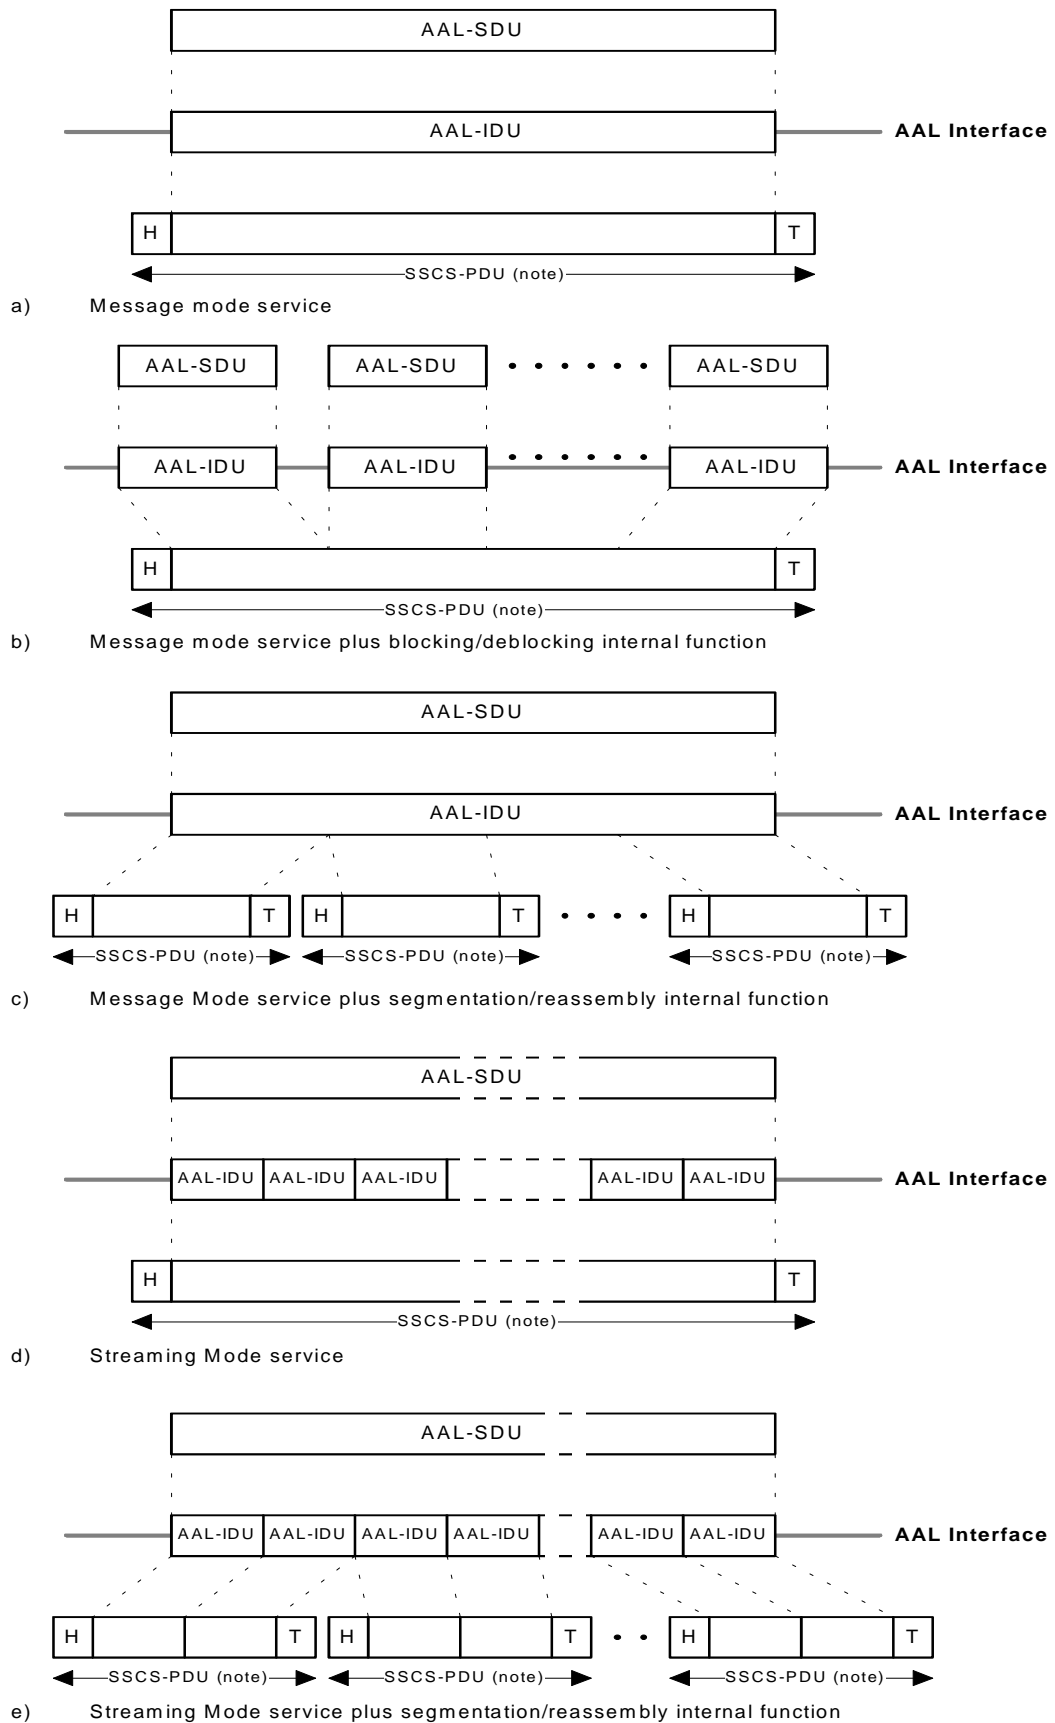 AAL-SDU
AAL-IDU AAL Interface
H T
SSCS-PDU (note)
a) Message mode service
AAL-SDU AAL-SDU AAL-SDU
AAL-IDU AAL-IDU AAL-IDU AAL Interface
H T
SSCS-PDU (note)
b) Message mode service plus blocking/deblocking internal function
AAL-SDU
AAL-IDU AAL Interface
H T H T H T
SSCS-PDU (note) SSCS-PDU (note) SSCS-PDU (note)
c) Message Mode service plus segmentation/reassembly internal function
AAL-SDU
AAL-IDU AAL-IDU AAL-IDU AAL-IDU AAL-IDU AAL Interface
H T
SSCS-PDU (note)
d) Streaming Mode service
AAL-SDU
AAL-IDU AAL-IDU AAL-IDU AAL-IDU AAL-IDU AAL-IDU AAL Interface
H T H T H T
SSCS-PDU (note) SSCS-PDU (note) SSCS-PDU (note)
e) Streaming Mode service plus segmentation/reassembly internal function